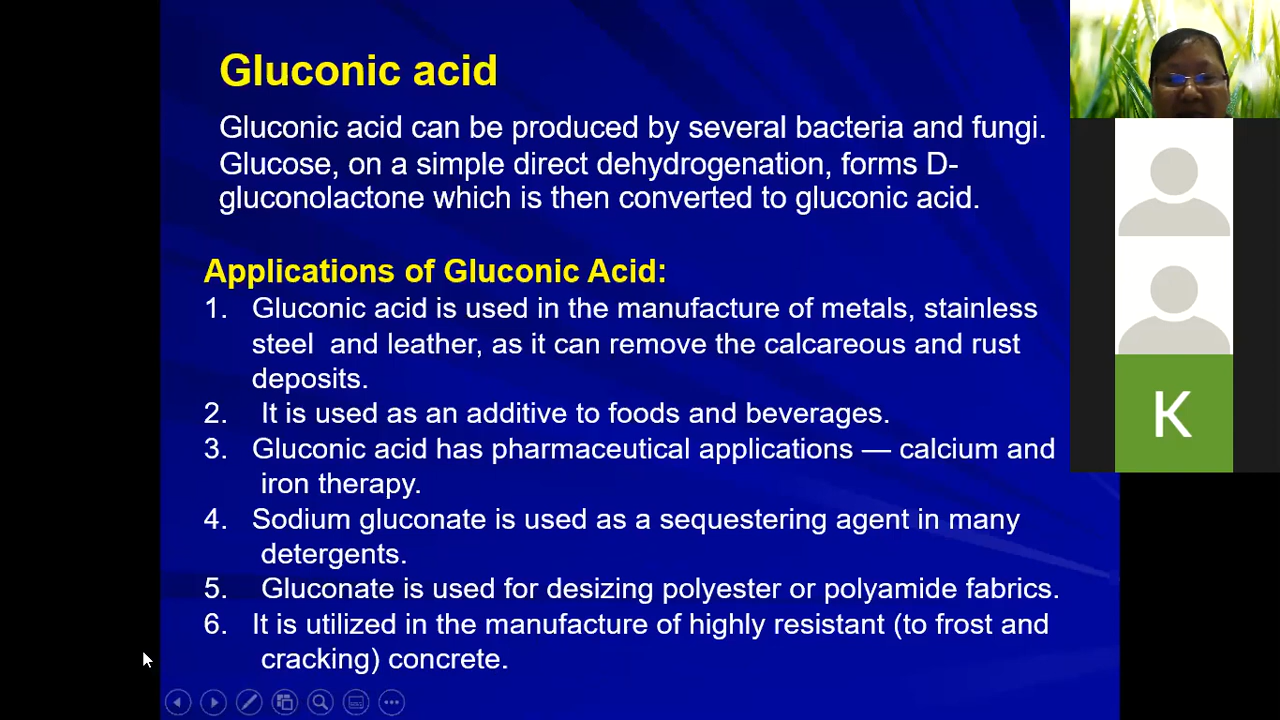 Gluconic acid
Gluconic acid can be produced by several bacteria and fungi.
Glucose, on a simple direct dehydrogenation, forms D-
gluconolactone which is then converted to gluconic acid.
Applications of Gluconic Acid:
1. Gluconic acid is used in the manufacture of metals, stainless
steel and leather, as it can remove the calcareous and rust
deposits.
2. It is used as an additive to foods and beverages.
3. Gluconic acid has pharmaceutical applications — calcium and
iron therapy.
4. Sodium gluconate is used as a sequestering agent in many
detergents.
5. Gluconate is used for desizing polyester or polyamide fabrics.
6. It is utilized in the manufacture of highly resistant (to frost and
cracking) concrete.
K